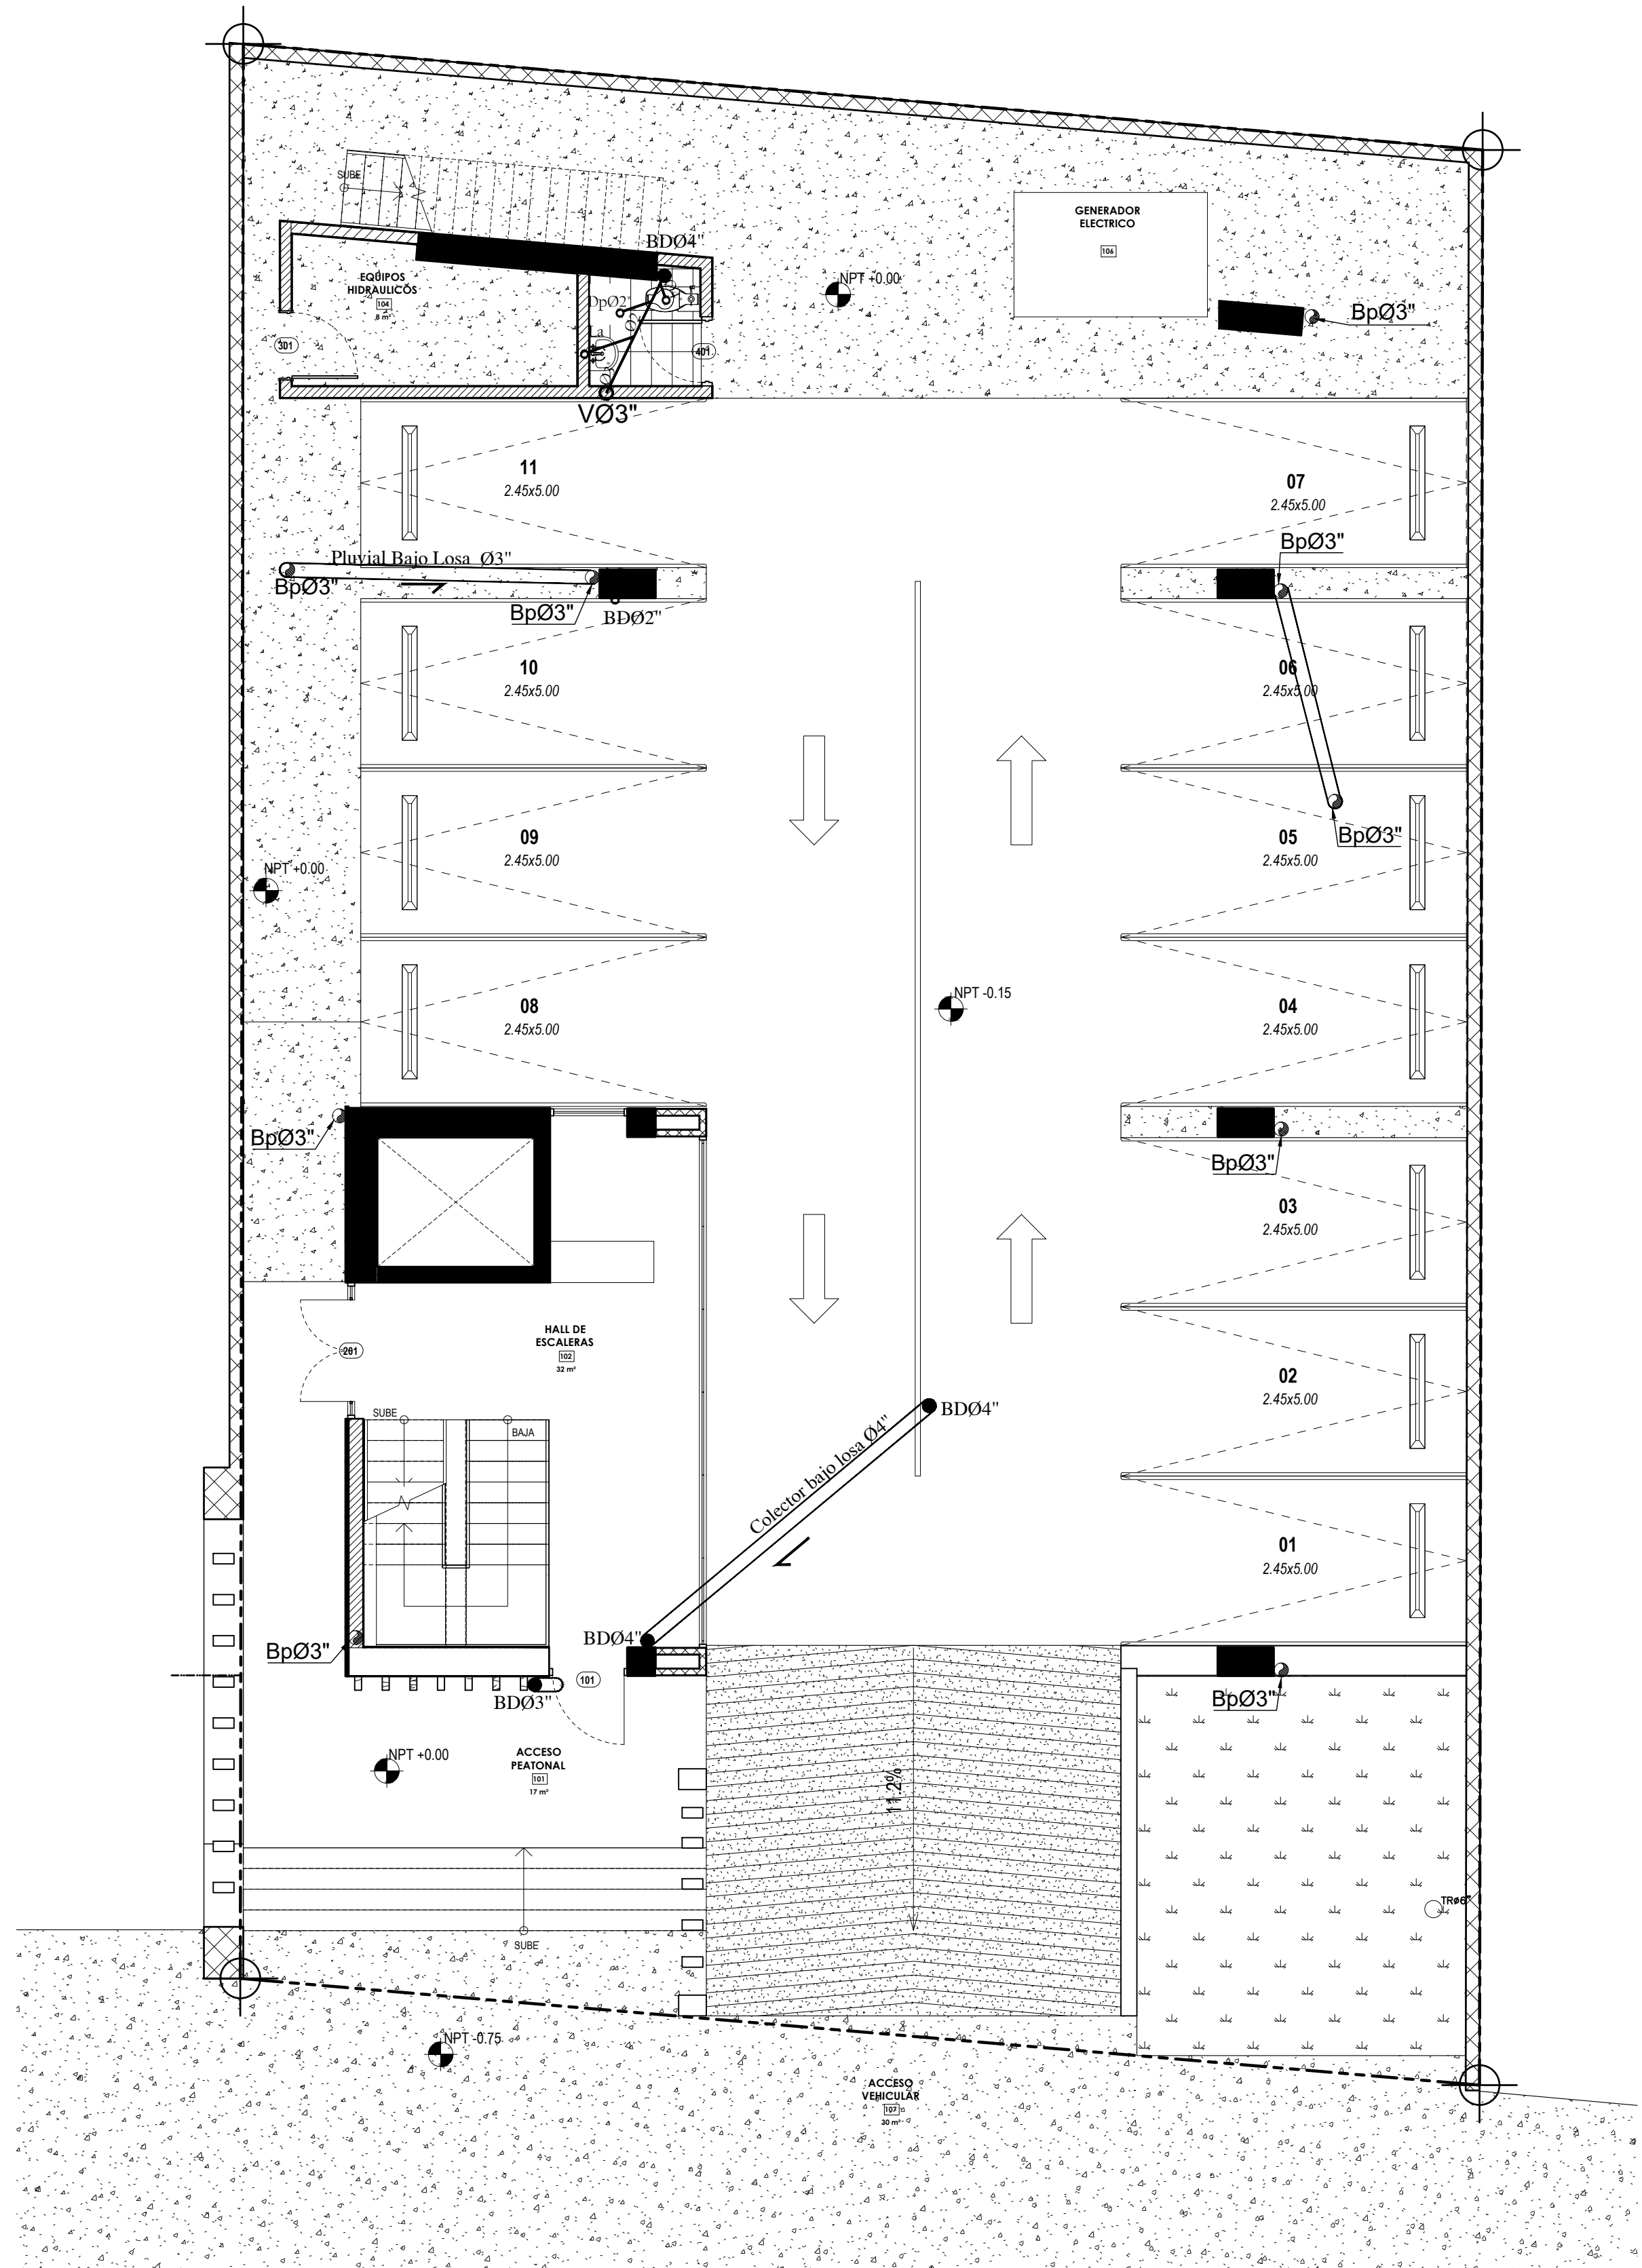 SUBE
GENERADOR
ELECTRICO
106
BDØ4"
EQUIPOS
HIDRAULICOS
104
8 m²
NPT +0.00
DpØ2"
BpØ3"
La
301
401
VØ3"
11
2.45x5.00
07
2.45x5.00
Pluvial Bajo Losa Ø3"
BpØ3"
BpØ3"
BpØ3"
BDØ2"
10
2.45x5.00
06
2.45x5.00
09
2.45x5.00
05
2.45x5.00
BpØ3"
NPT +0.00
NPT -0.15
08
2.45x5.00
04
2.45x5.00
BpØ3"
BpØ3"
03
2.45x5.00
HALL DE
ESCALERAS
102
32 m²
201
02
2.45x5.00
SUBE
BAJA
BDØ4"
Colector bajo losa Ø4"
01
2.45x5.00
BDØ4"
BpØ3"
101
BDØ3"
BpØ3"
NPT +0.00
ACCESO
PEATONAL
101
17 m²
11.2%
TRø6"
SUBE
NPT -0.75
ACCESO
VEHICULAR
107
30 m²